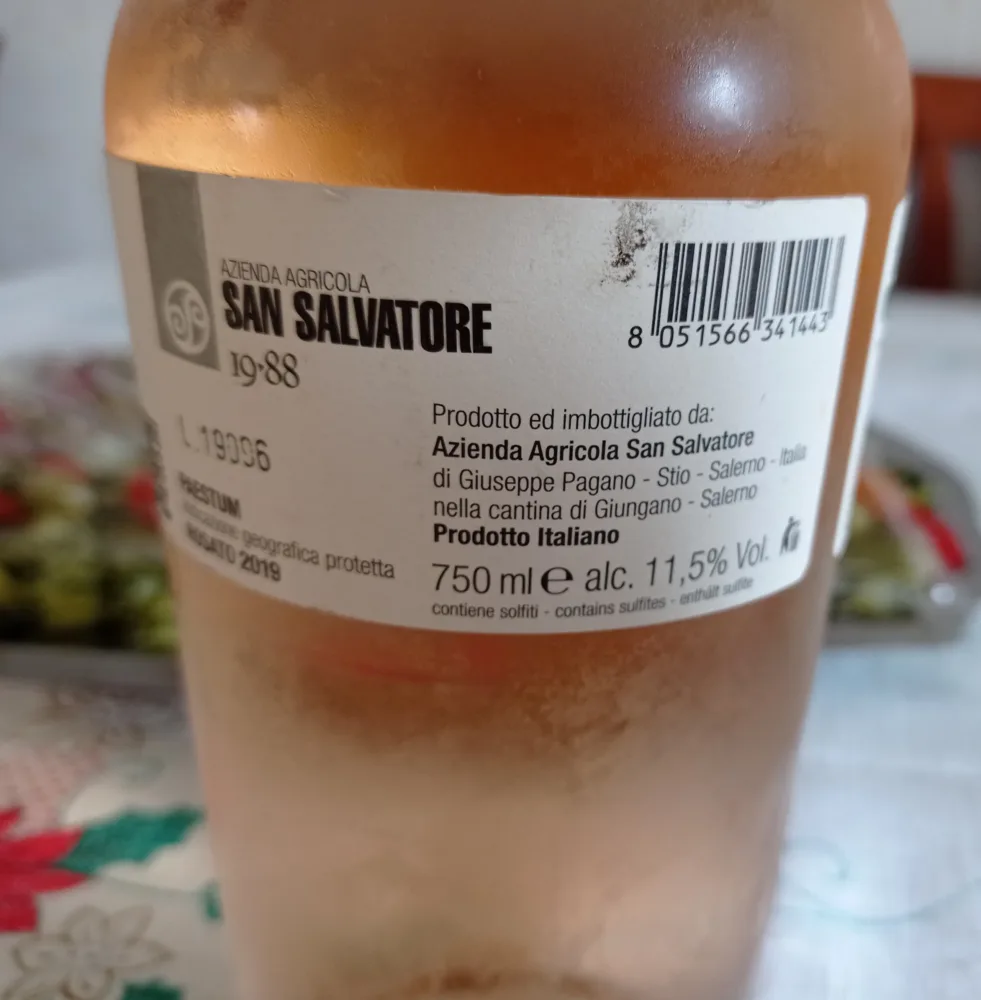 AZIENDA AGRICOLA
SAN SALVATORE
19•88
8 051566 341443
L.19096
PAESTUM
indicazione geografica protetta
ROSATO 2019
Prodotto ed imbottigliato da:
Azienda Agricola San Salvatore
di Giuseppe Pagano - Stio - Salerno - Italia
nella cantina di Giungano - Salerno
Prodotto Italiano
750 ml e alc. 11,5% Vol.
contiene solfiti - contains sulfites - enthält sulfite